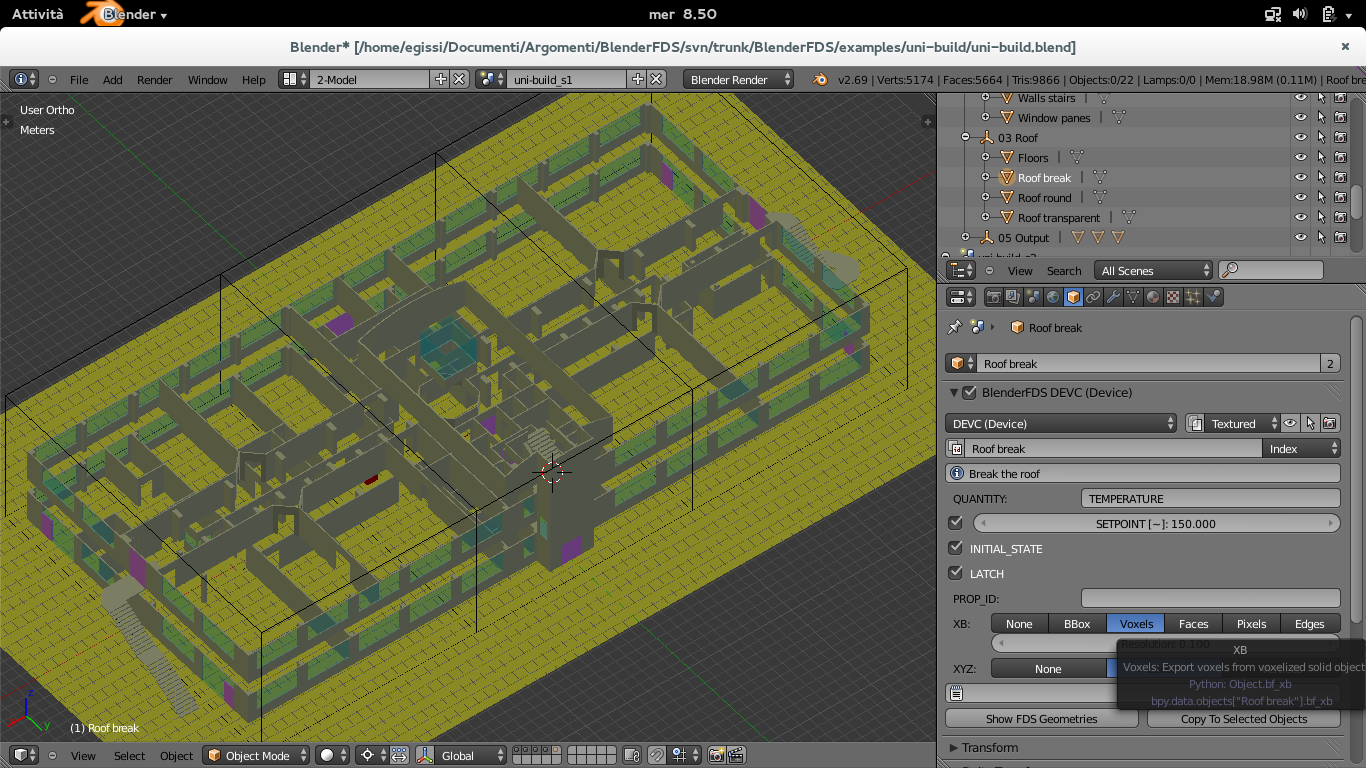 Attività Blender mer 8.50
Blender* [/home/egissi/Documenti/Argomenti/BlenderFDS/svn/trunk/BlenderFDS/examples/uni-build/uni-build.blend]
File Add Render Window Help 2-Model uni-build_s1 Blender Render v2.69 | Verts:5174 | Faces:5664 | Tris:9866 | Objects:0/22 | Lamps:0/0 | Mem:18.98M (0.11M) | Roof bre
User Ortho
Meters
Walls stairs
Window panes
03 Roof
Floors
Roof break
Roof round
Roof transparent
05 Output
View Search All Scenes
Roof break
Roof break 2
BlenderFDS DEVC (Device)
DEVC (Device) Textured
Roof break Index
Break the roof
QUANTITY: TEMPERATURE
SETPOINT [~]: 150.000
INITIAL_STATE
LATCH
PROP_ID:
XB: None BBox Voxels Faces Pixels Edges
Resolution: 0.100
XB
XYZ: None
Voxels: Export voxels from voxelized solid object
Python: Object.bf_xb
bpy.data.objects["Roof break"].bf_xb
Show FDS Geometries Copy To Selected Objects
Transform
(1) Roof break
x y z
View Select Object Object Mode Global